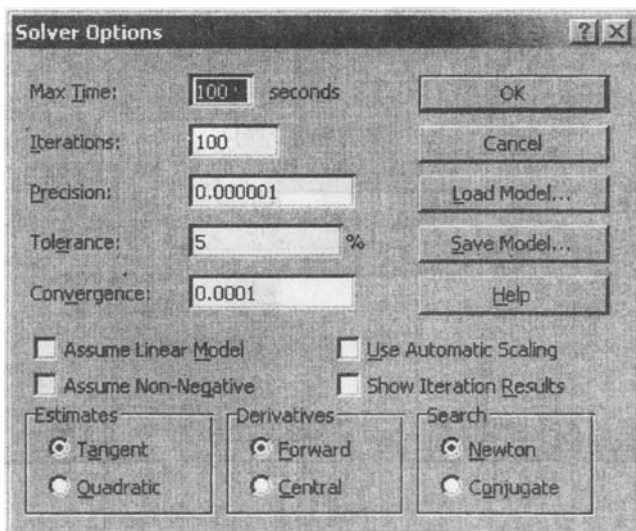 Solver Options
Max Time: 100 seconds OK
Iterations: 100 Cancel
Precision: 0.000001 Load Model...
Tolerance: 5 % Save Model...
Convergence: 0.0001 Help
Assume Linear Model Use Automatic Scaling
Assume Non-Negative Show Iteration Results
Estimates Derivatives Search
Tangent Forward Newton
Quadratic Central Conjugate